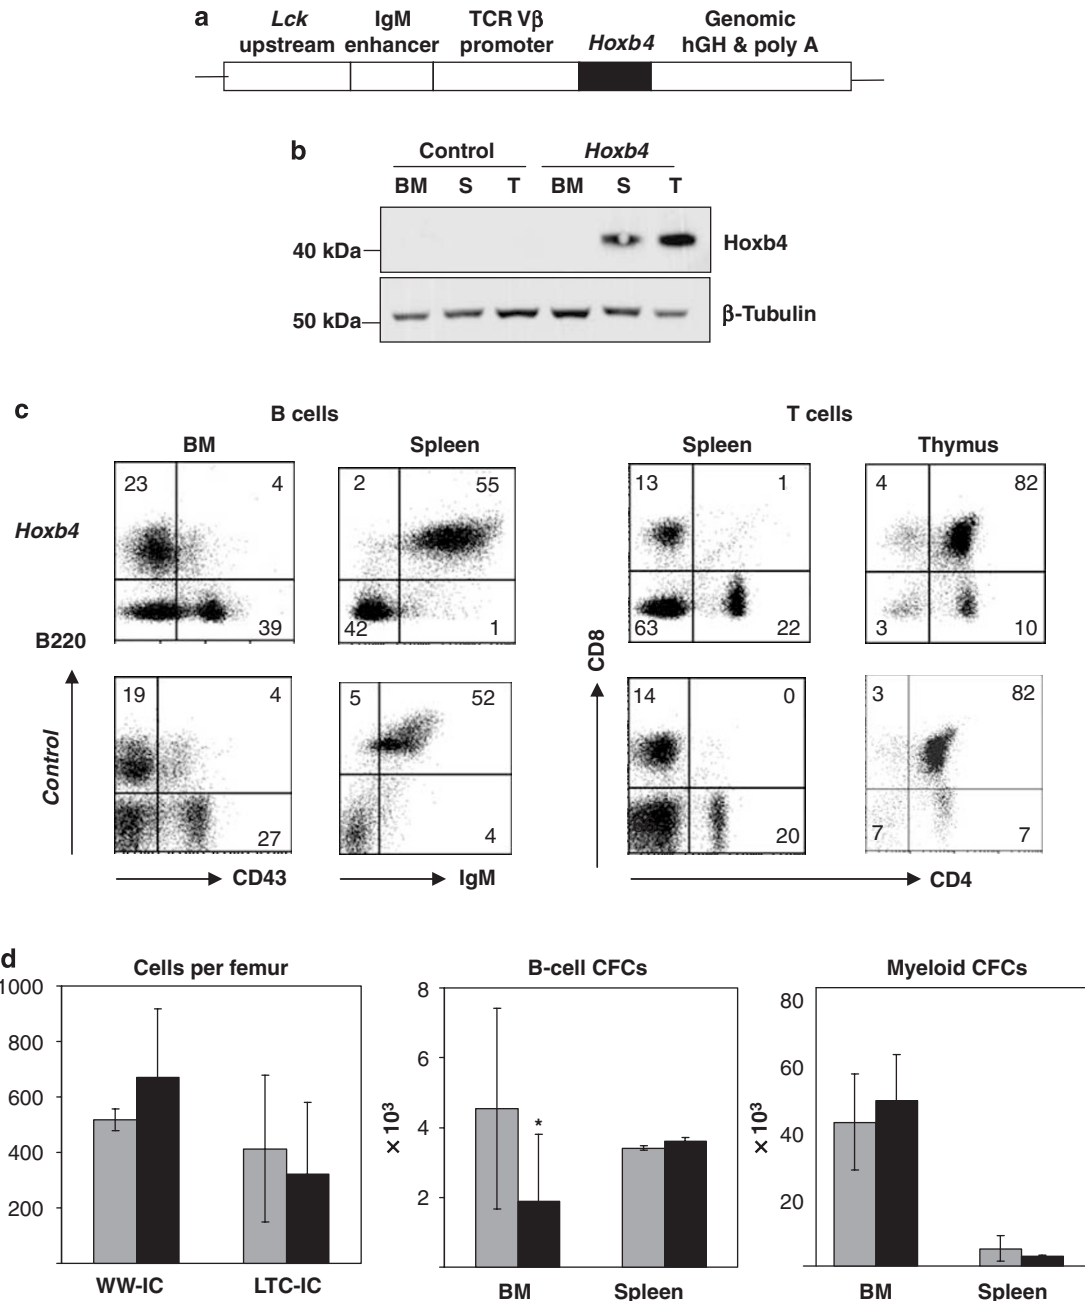 a
Lck upstream
IgM enhancer
TCR Vβ promoter
Hoxb4
Genomic hGH & poly A
b
Control
Hoxb4
BM S T BM S T
40 kDa
Hoxb4
50 kDa
β-Tubulin
c
B cells
T cells
BM
Spleen
Spleen
Thymus
Hoxb4
23 4
39
2 55
42 1
13 1
63 22
4 82
3 10
B220
CD8
Control
19 4
27
5 52
4
14 0
20
3 82
7 7
CD43
IgM
CD4
d
Cells per femur
1000
800
600
400
200
WW-IC
LTC-IC
B-cell CFCs
× 10³
8
6
4
2
*
BM
Spleen
Myeloid CFCs
× 10³
80
60
40
20
BM
Spleen